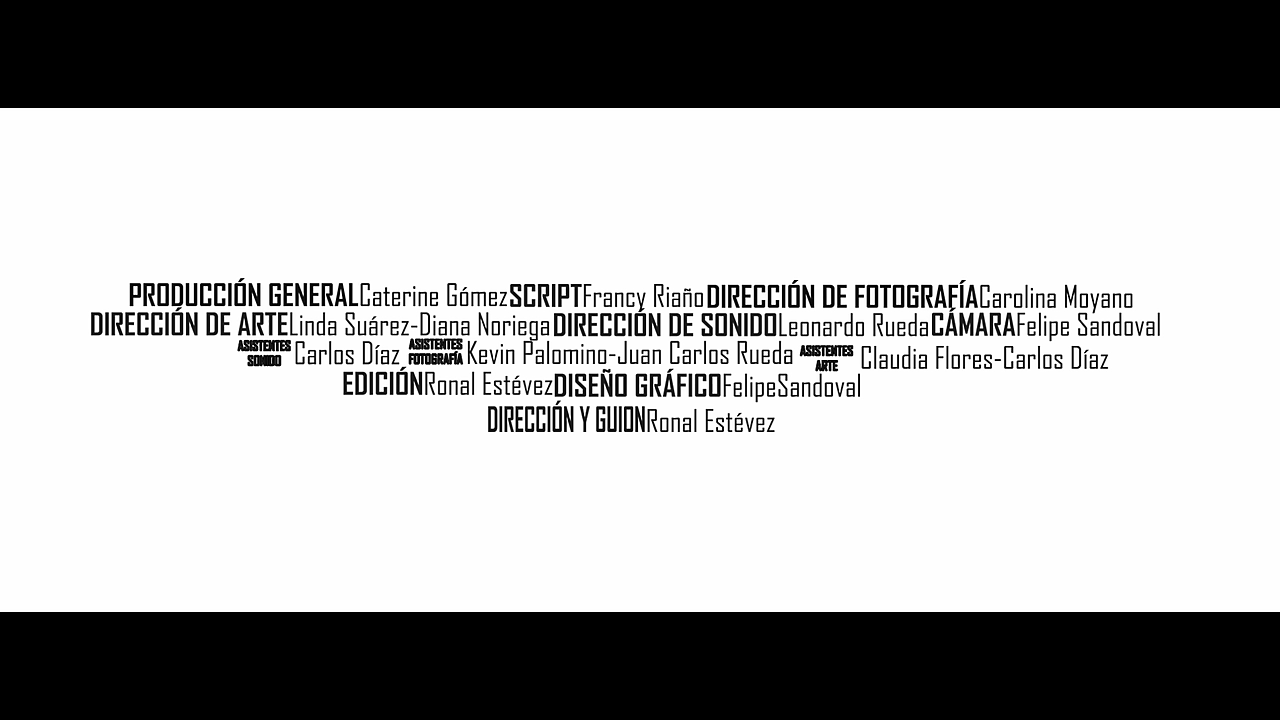 PRODUCCIÓN GENERALCaterine GómezSCRIPTFrancy RiañoDIRECCIÓN DE FOTOGRAFÍACarolina Moyano
DIRECCIÓN DE ARTELinda Suárez-Diana NoriegaDIRECCIÓN DE SONIDOLeonardo RuedaCÁMARAFelipe Sandoval
ASISTENTES SONIDO Carlos Díaz ASISTENTES FOTOGRAFÍA Kevin Palomino-Juan Carlos Rueda ASISTENTES ARTE Claudia Flores-Carlos Díaz
EDICIÓNRonal EstévezDISEÑO GRÁFICOFelipeSandoval
DIRECCIÓN Y GUIONRonal Estévez